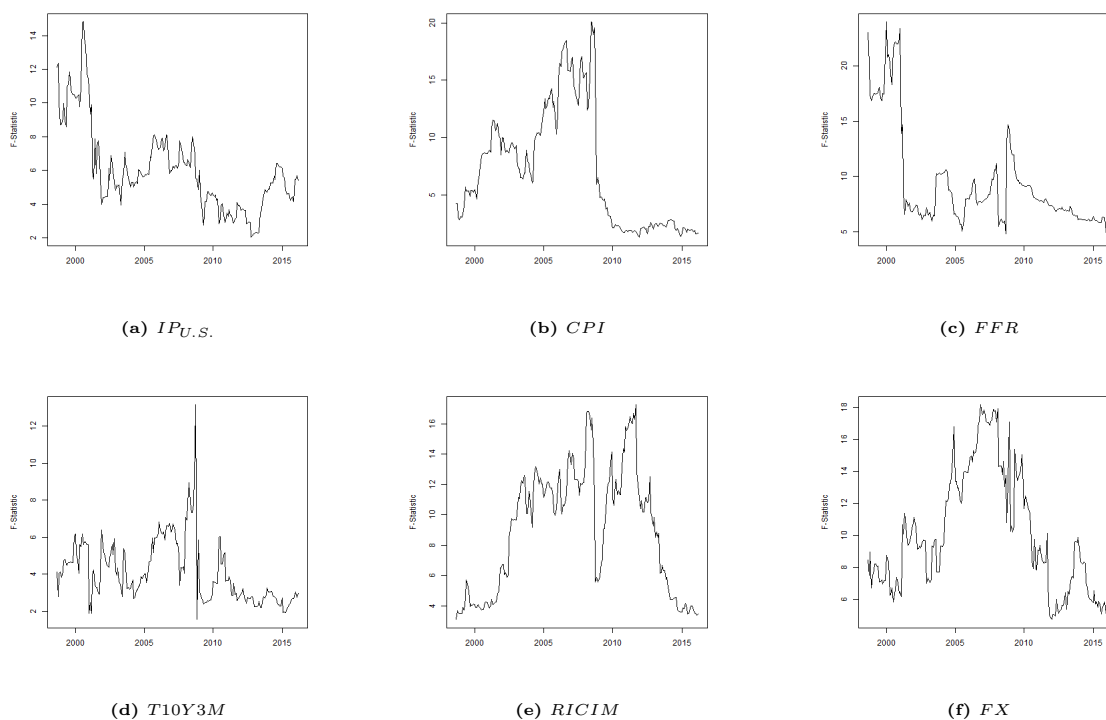 F-Statistic
2 4 6 8 10 12 14
2000 2005 2010 2015
(a) IP_{U.S.}
F-Statistic
5 10 15 20
2000 2005 2010 2015
(b) CPI
F-Statistic
5 10 15 20
2000 2005 2010 2015
(c) FFR
F-Statistic
2 4 6 8 10 12
2000 2005 2010 2015
(d) T10Y3M
F-Statistic
4 6 8 10 12 14 16
2000 2005 2010 2015
(e) RICIM
F-Statistic
6 8 10 12 14 16 18
2000 2005 2010 2015
(f) FX